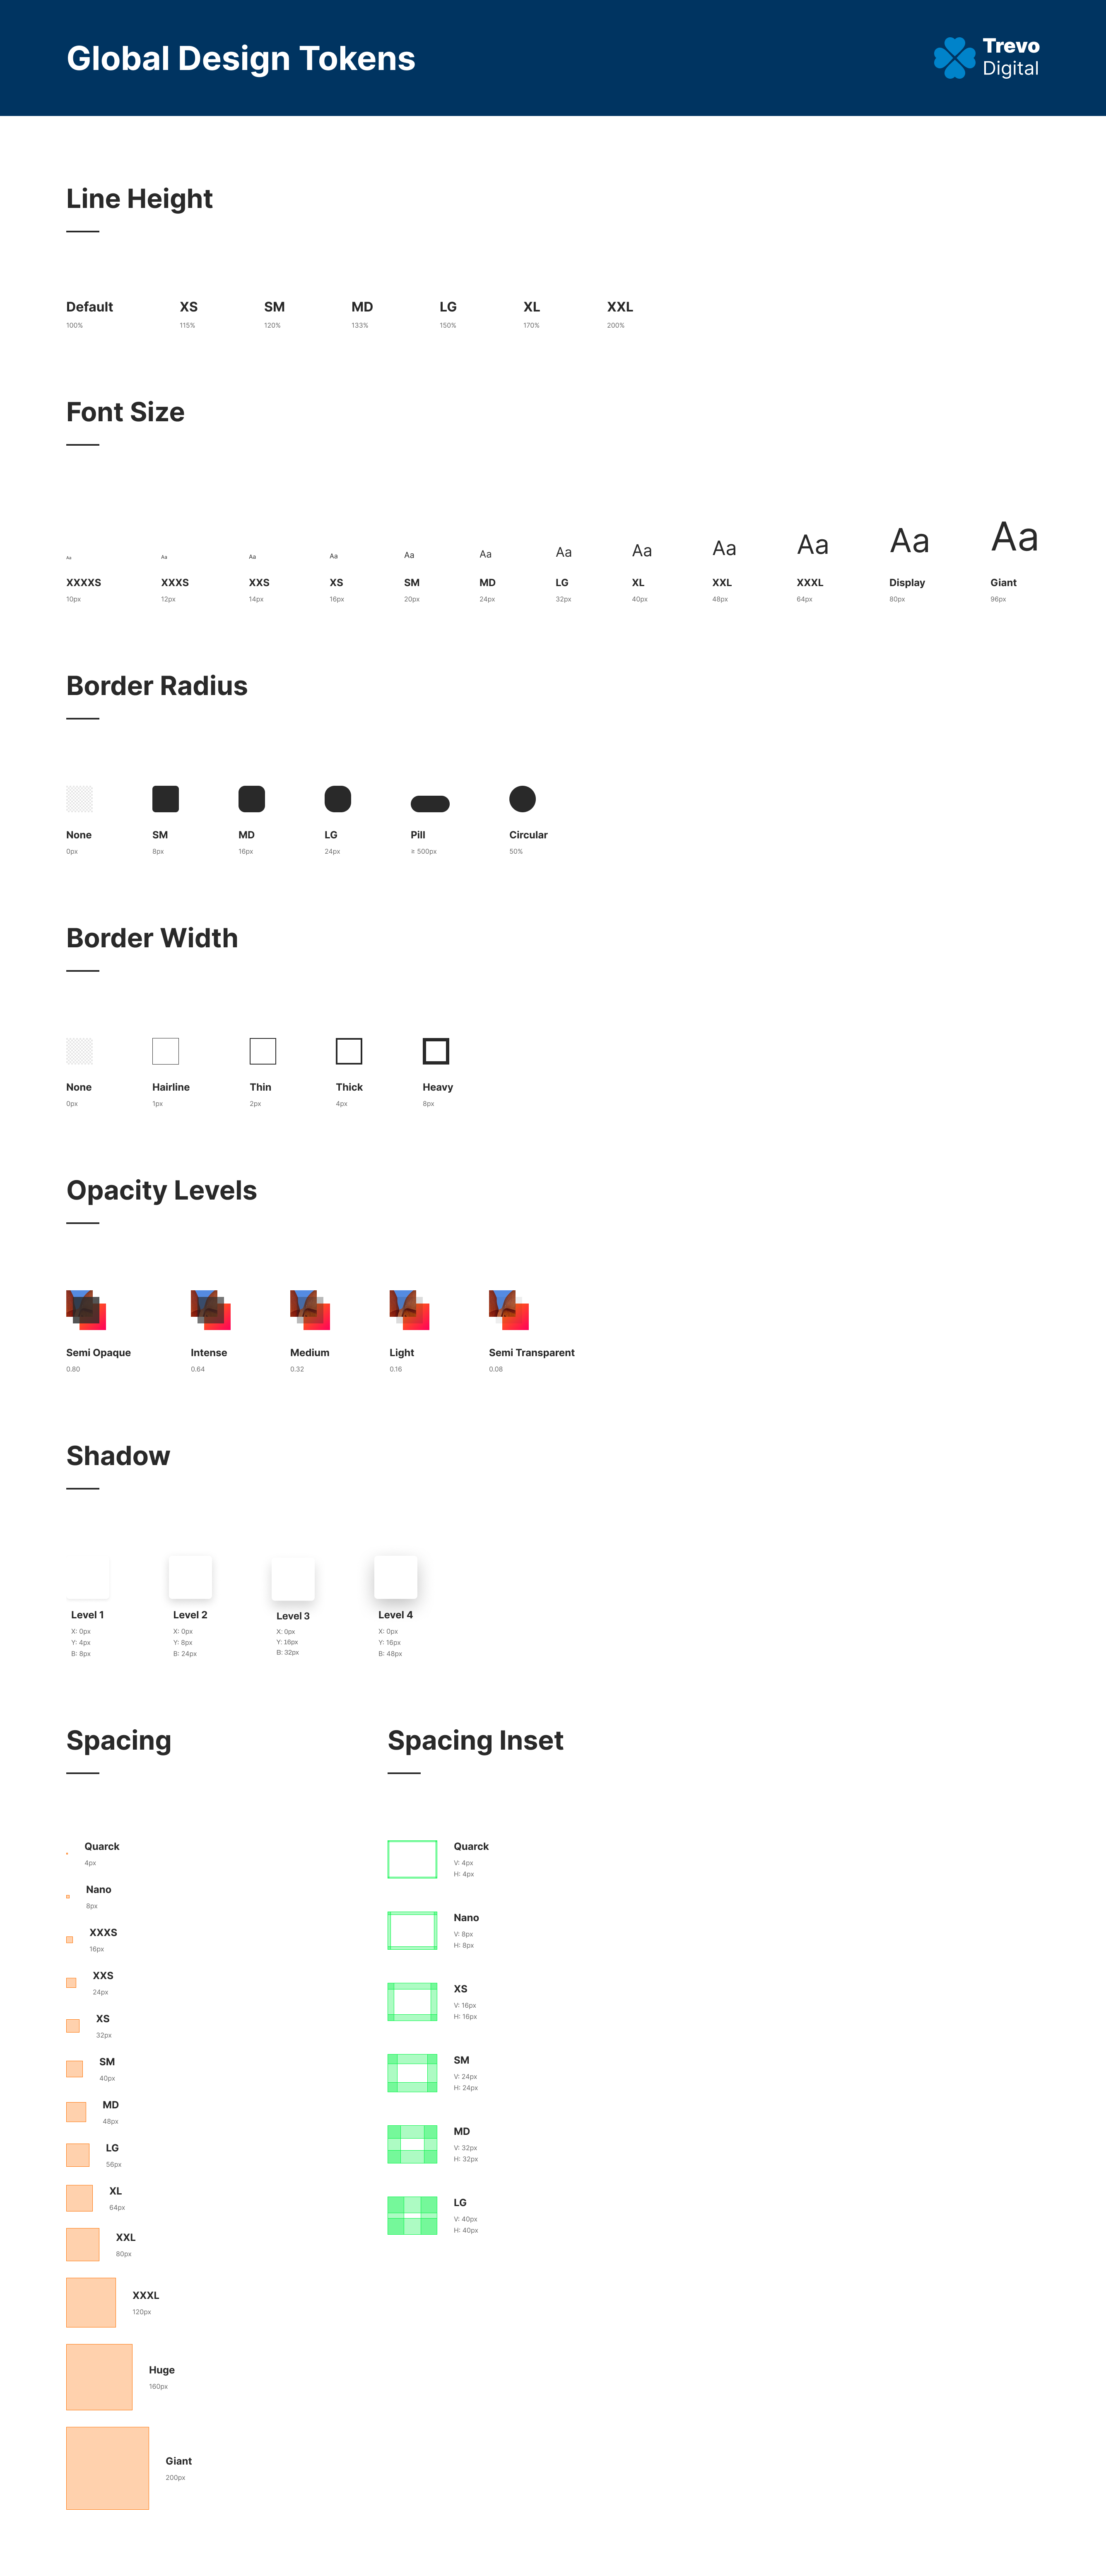 Global Design Tokens
Trevo
Digital
Line Height
Default XS SM MD LG XL XXL
100% 115% 120% 133% 150% 170% 200%
Font Size
Aa Aa Aa Aa Aa Aa Aa Aa Aa Aa Aa Aa
XXXXS XXXS XXS XS SM MD LG XL XXL XXXL Display Giant
10px 12px 14px 16px 20px 24px 32px 40px 48px 64px 80px 96px
Border Radius
None SM MD LG Pill Circular
0px 8px 16px 24px ≥ 500px 50%
Border Width
None Hairline Thin Thick Heavy
0px 1px 2px 4px 8px
Opacity Levels
Semi Opaque Intense Medium Light Semi Transparent
0.80 0.64 0.32 0.16 0.08
Shadow
Level 1 Level 2 Level 3 Level 4
X: 0px X: 0px X: 0px X: 0px
Y: 4px Y: 8px Y: 16px Y: 16px
B: 8px B: 24px B: 32px B: 48px
Spacing
Quarck
4px
Nano
8px
XXXS
16px
XXS
24px
XS
32px
SM
40px
MD
48px
LG
56px
XL
64px
XXL
80px
XXXL
120px
Huge
160px
Giant
200px
Spacing Inset
Quarck
V: 4px
H: 4px
Nano
V: 8px
H: 8px
XS
V: 16px
H: 16px
SM
V: 24px
H: 24px
MD
V: 32px
H: 32px
LG
V: 40px
H: 40px